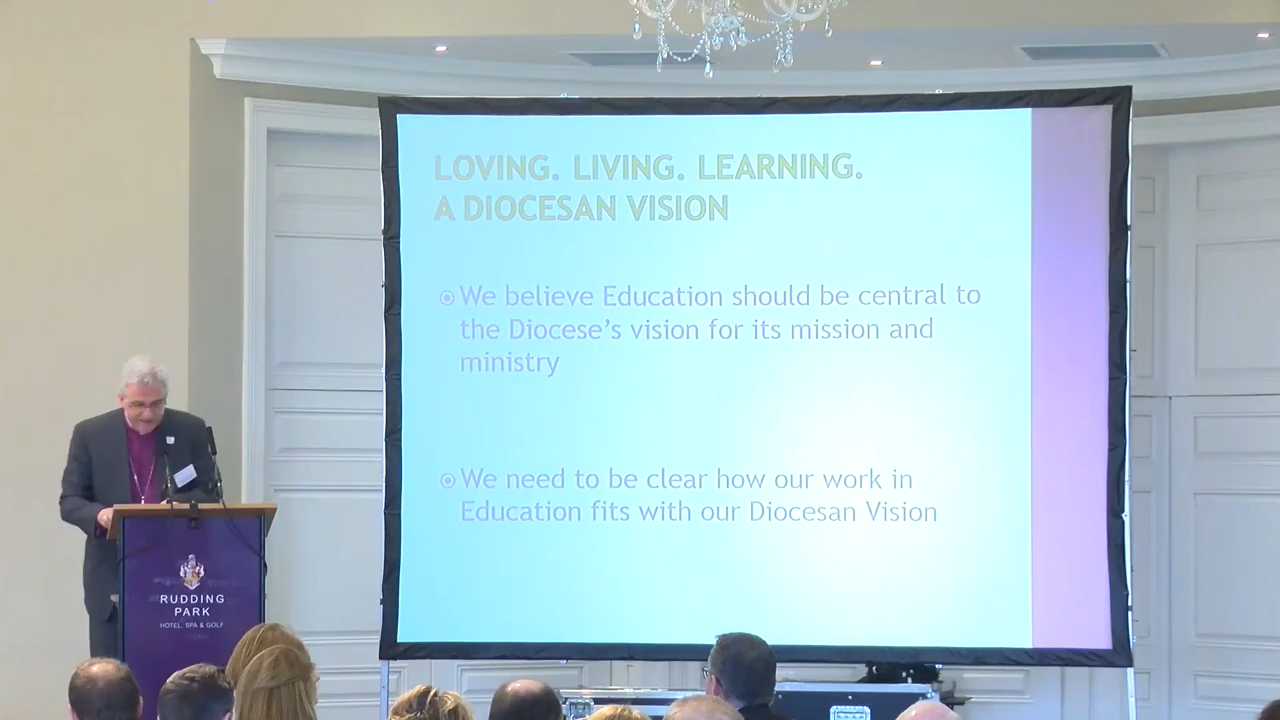 LOVING. LIVING. LEARNING.
A DIOCESAN VISION
We believe Education should be central to
the Diocese’s vision for its mission and
ministry
We need to be clear how our work in
Education fits with our Diocesan Vision
RUDDING
PARK
HOTEL, SPA & GOLF